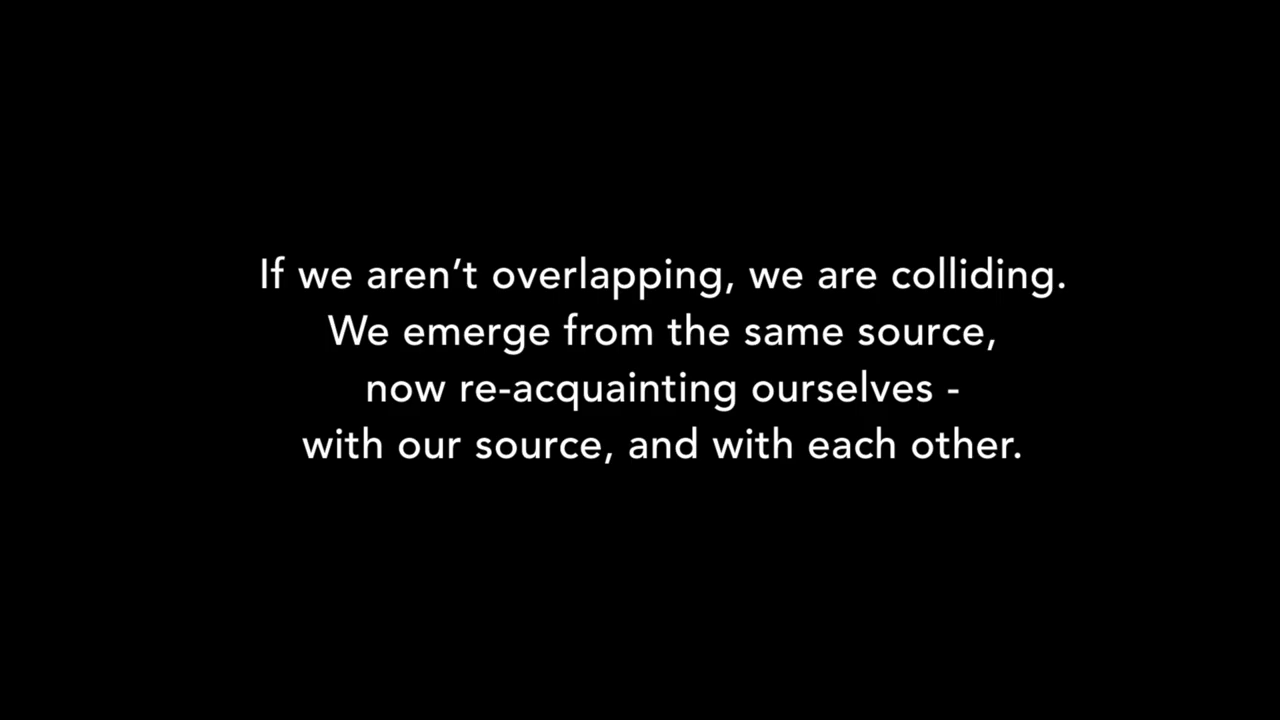 If we aren’t overlapping, we are colliding.
We emerge from the same source,
now re-acquainting ourselves -
with our source, and with each other.